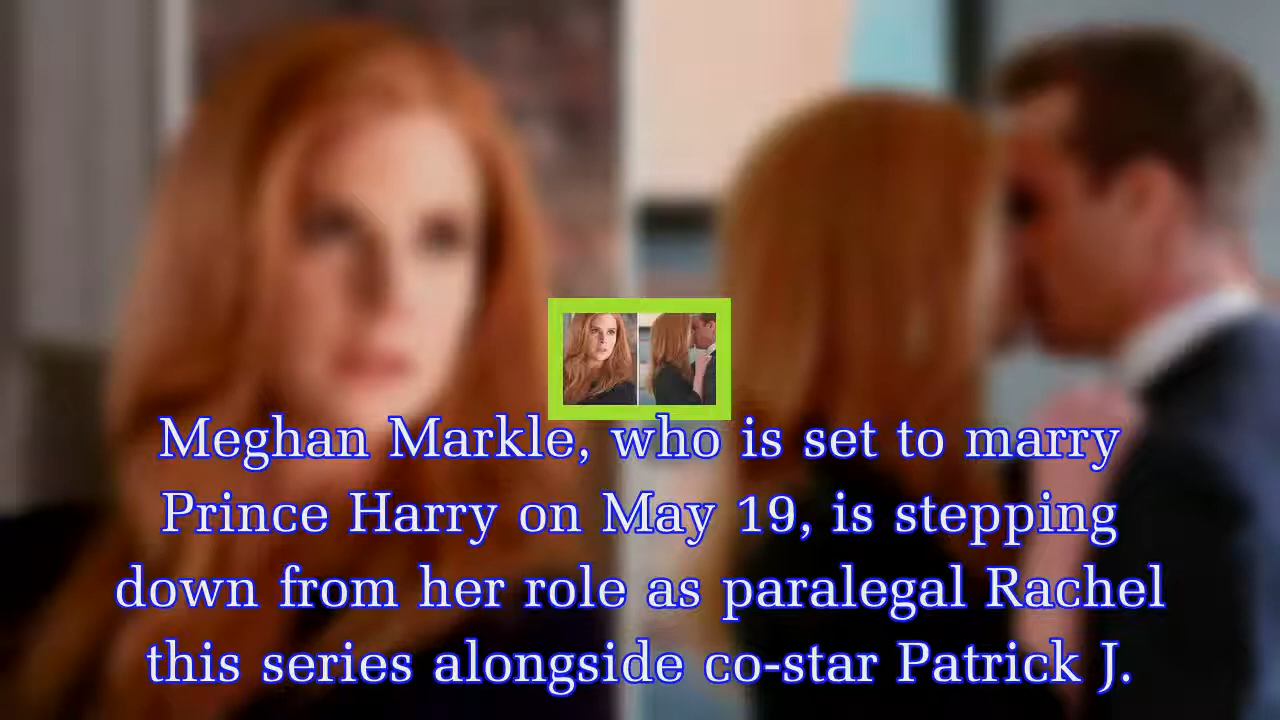 Meghan Markle, who is set to marry
Prince Harry on May 19, is stepping
down from her role as paralegal Rachel
this series alongside co-star Patrick J.